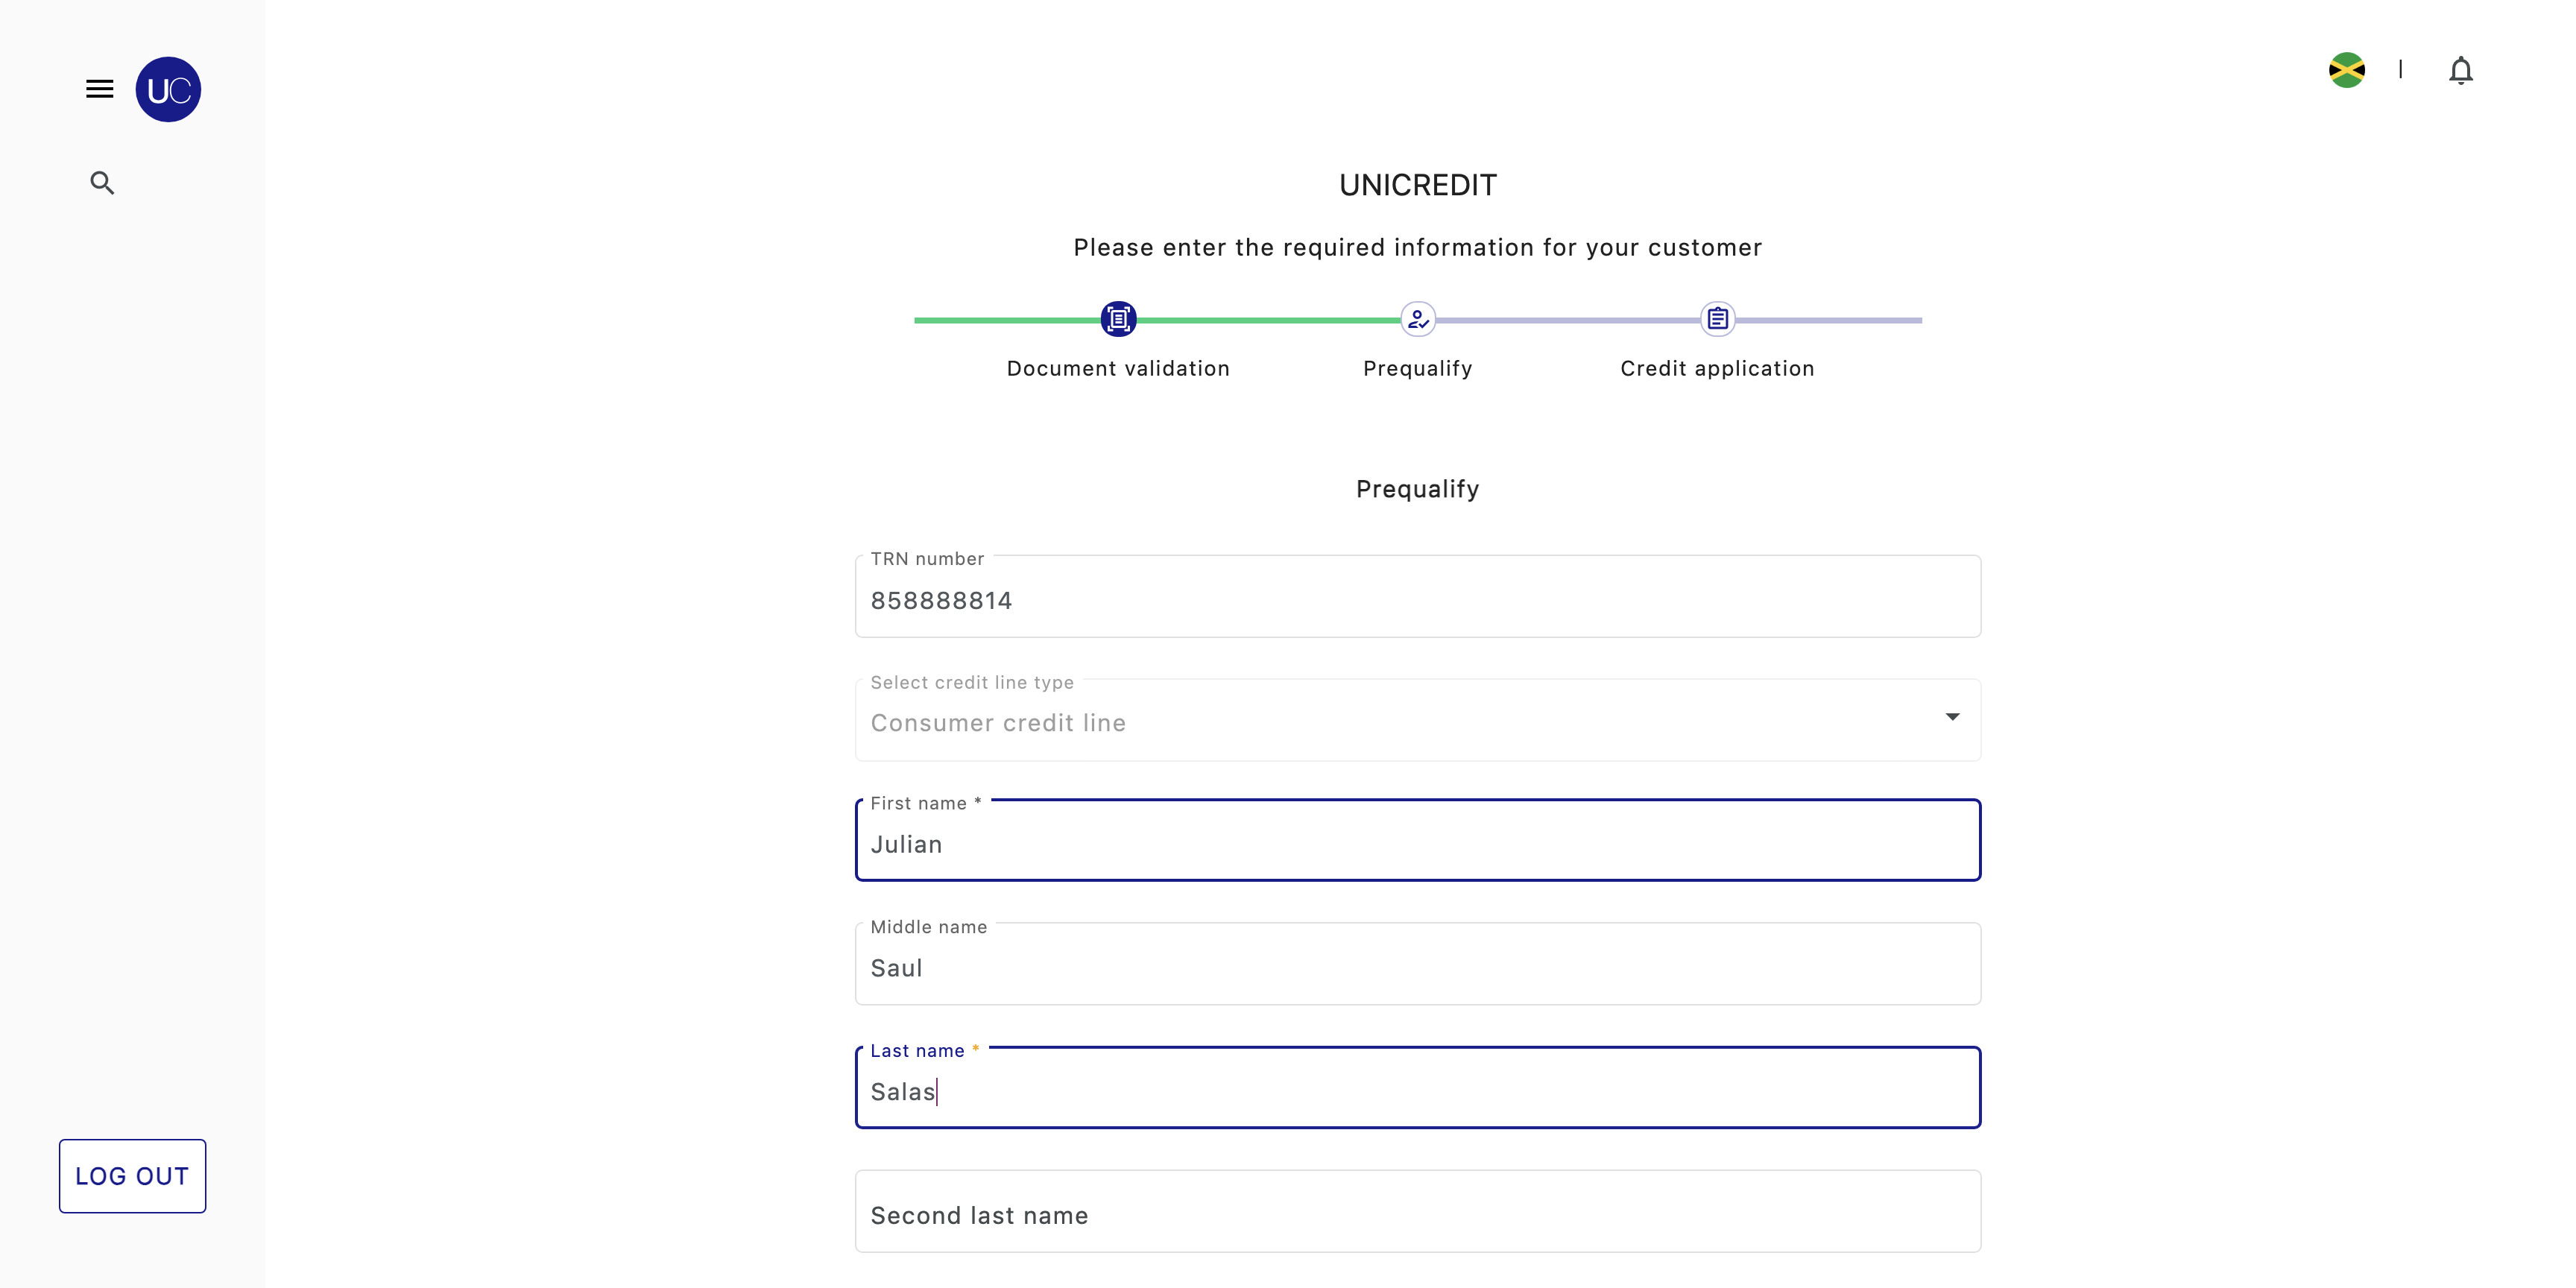 UC
UNICREDIT
Please enter the required information for your customer
Document validation
Prequalify
Credit application
Prequalify
TRN number
858888814
Select credit line type
Consumer credit line
First name *
Julian
Middle name
Saul
Last name *
Salas
Second last name
LOG OUT